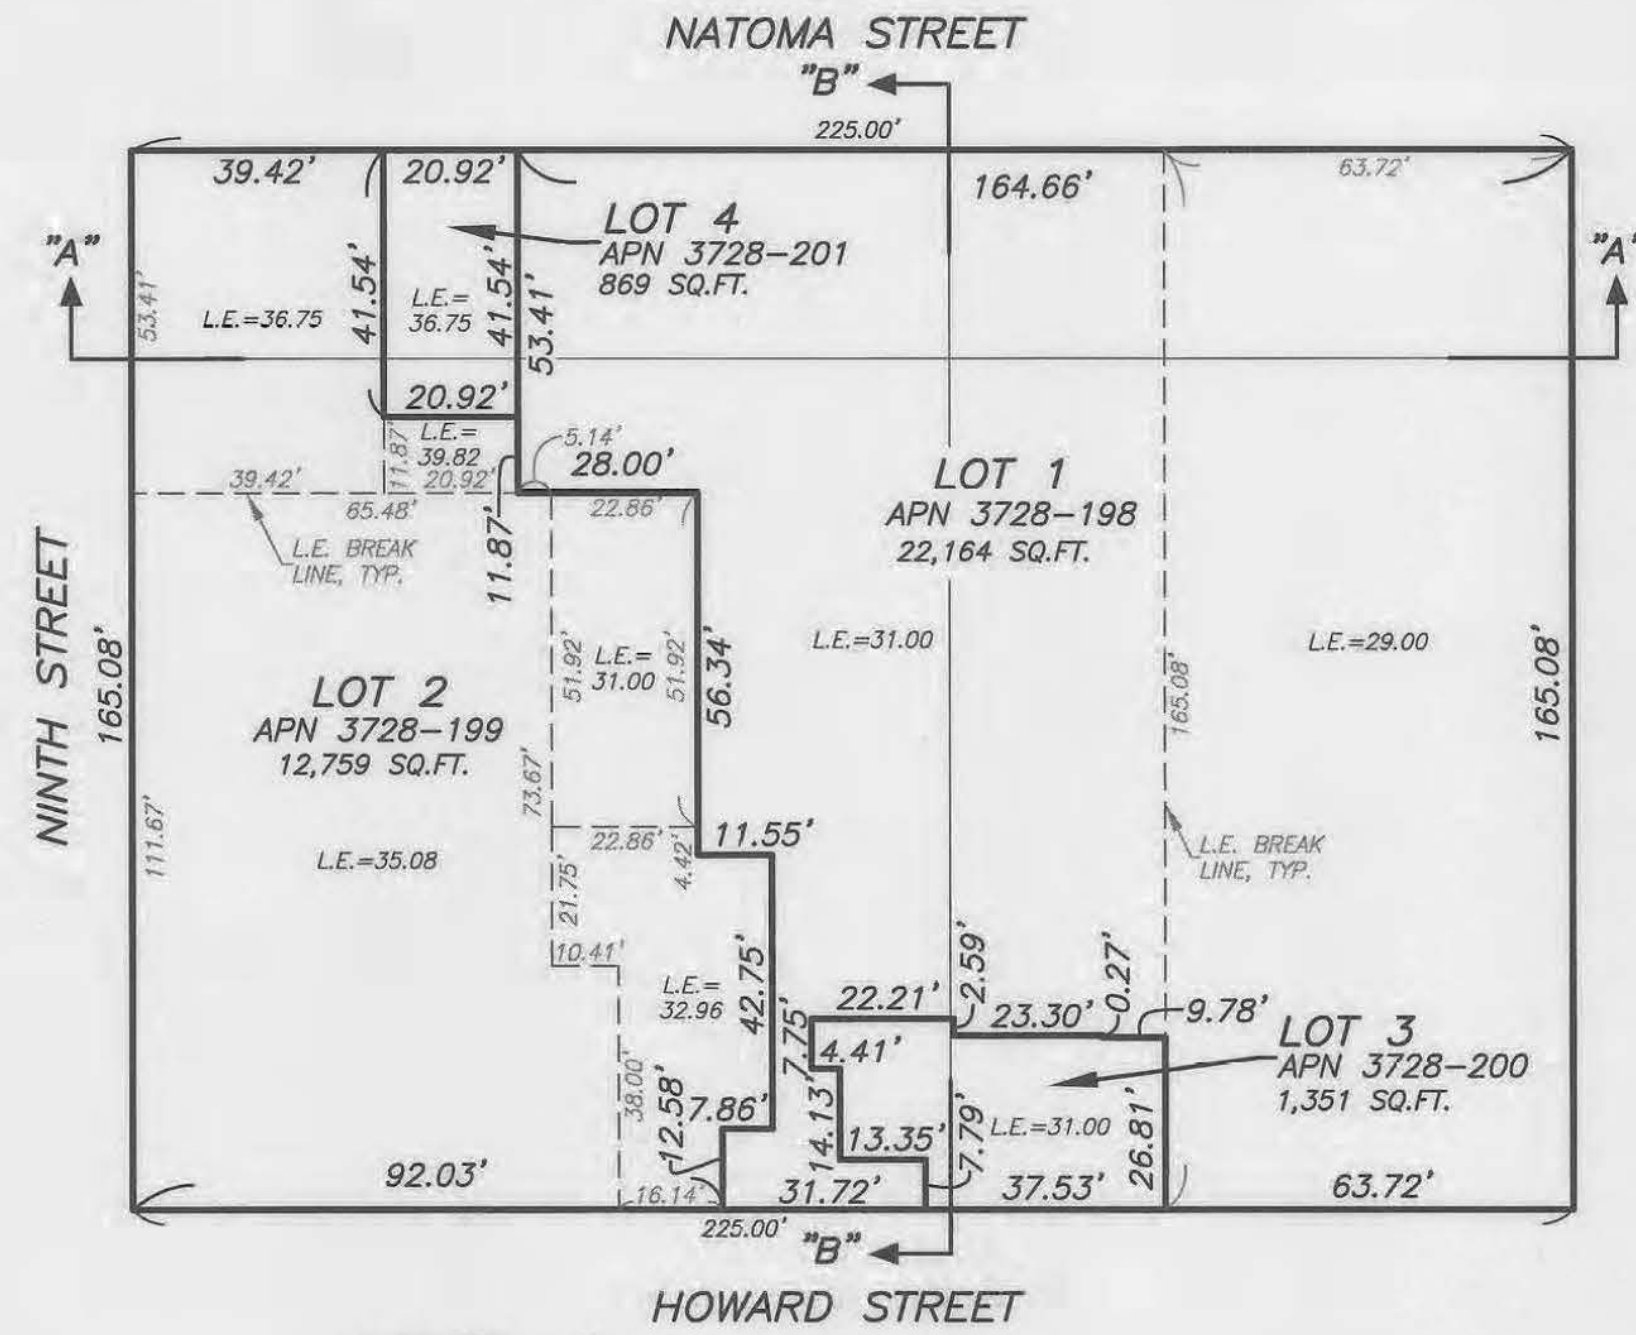 NATOMA STREET
"B"
225.00'
39.42'
20.92'
164.66'
63.72'
"A"
"A"
LOT 4
APN 3728-201
869 SQ.FT.
53.41'
L.E.=36.75
41.54'
L.E.=
36.75
41.54'
53.41'
20.92'
11.87'
L.E.=
39.82
20.92'
5.14'
28.00'
39.42'
65.48'
22.86'
L.E. BREAK
LINE, TYP.
11.87'
LOT 1
APN 3728-198
22,164 SQ.FT.
NINTH STREET
165.08'
LOT 2
APN 3728-199
12,759 SQ.FT.
51.92'
L.E.=
31.00
51.92'
56.34'
L.E.=31.00
165.08'
L.E.=29.00
165.08'
111.67'
L.E.=35.08
73.67'
22.86'
4.42'
11.55'
L.E. BREAK
LINE, TYP.
21.75'
10.41'
L.E.=
32.96
42.75'
22.21'
2.59'
23.30'
0.27'
9.78'
7.75'
4.41'
LOT 3
APN 3728-200
1,351 SQ.FT.
38.00'
12.58'
7.86'
14.13'
13.35'
7.79'
L.E.=31.00
26.81'
92.03'
16.14'
31.72'
37.53'
63.72'
225.00'
"B"
HOWARD STREET